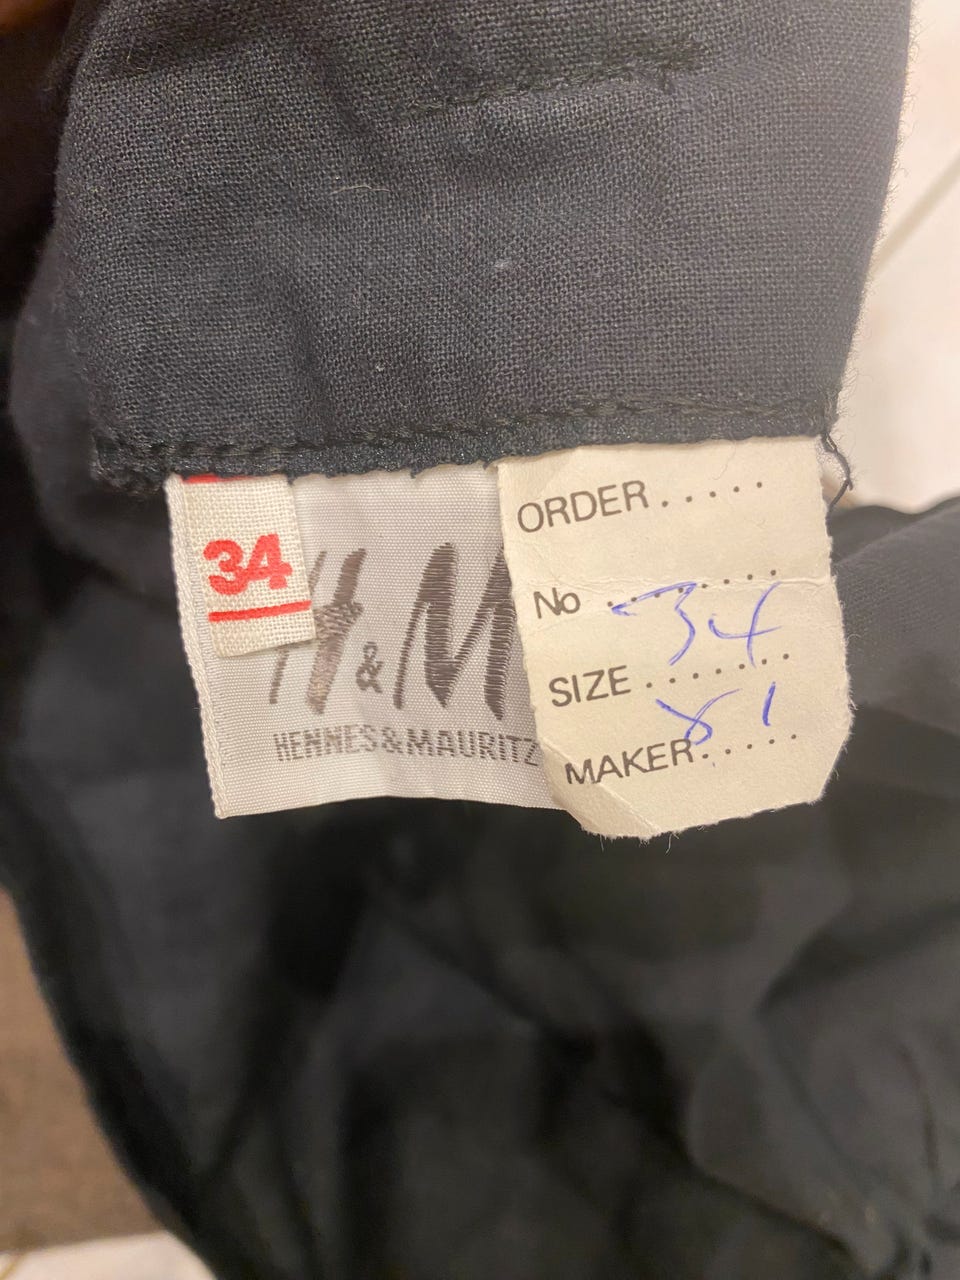 34
H&M
HENNES & MAURITZ
ORDER.....
No ........
34
SIZE.......
81
MAKER.....